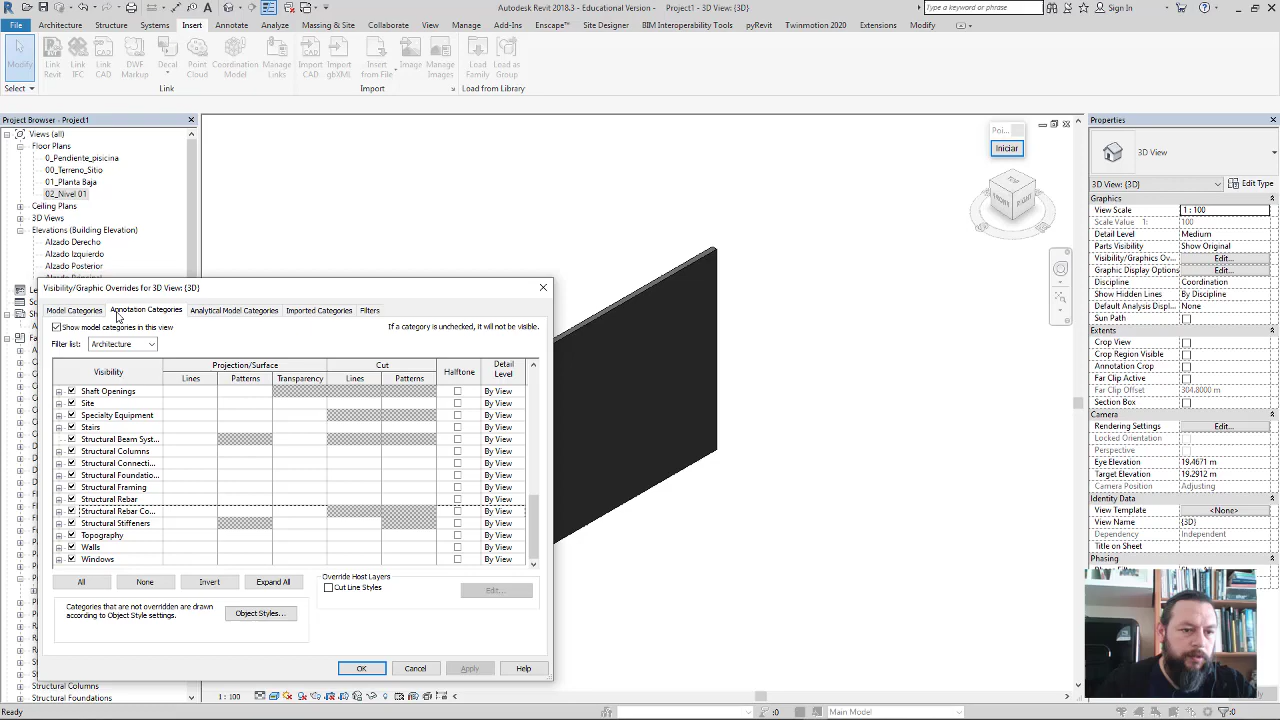 Autodesk Revit 2018.3 - Educational Version - Project1 - 3D View: {3D}
Type a keyword or phrase
Sign In
File Architecture Structure Systems Insert Annotate Analyze Massing & Site Collaborate View Manage Add-Ins Enscape™ Site Designer BIM Interoperability pyRevit Twinmotion 2020 Extensions Modify
Modify
Link Revit
Link IFC
Link CAD
DWF Markup
Decal
Point Cloud
Coordination Model
Manage Links
Import CAD
Import gbXML
Insert from File
Image
Manage Images
Load Family
Load as Group
Select
Link
Import
Load from Library
Project Browser - Project1
Views (all)
Floor Plans
0_Pendiente_pisicina
00_Terreno_Sitio
01_Planta Baja
02_Nivel 01
Ceiling Plans
3D Views
Elevations (Building Elevation)
Alzado Derecho
Alzado Izquierdo
Alzado Posterior
Structural Columns
Structural Foundations
Poi...
Iniciar
TOP
FRONT
Visibility/Graphic Overrides for 3D View: {3D}
Model Categories Annotation Categories Analytical Model Categories Imported Categories Filters
Show model categories in this view
If a category is unchecked, it will not be visible.
Filter list: Architecture
Visibility Projection/Surface Cut Halftone Detail Level
Lines Patterns Transparency Lines Patterns
Shaft Openings By View
Site By View
Specialty Equipment By View
Stairs By View
Structural Beam Syst... By View
Structural Columns By View
Structural Connecti... By View
Structural Foundatio... By View
Structural Framing By View
Structural Rebar By View
Structural Rebar Co... By View
Structural Stiffeners By View
Topography By View
Walls By View
Windows By View
All None Invert Expand All
Override Host Layers
Cut Line Styles Edit...
Categories that are not overridden are drawn
according to Object Style settings.
Object Styles...
OK Cancel Apply Help
Properties
3D View
3D View: {3D} Edit Type
Graphics
View Scale 1 : 100
Scale Value 1: 100
Detail Level Medium
Parts Visibility Show Original
Visibility/Graphics Ov... Edit...
Graphic Display Options Edit...
Discipline Coordination
Show Hidden Lines By Discipline
Default Analysis Displ... None
Sun Path
Extents
Crop View
Crop Region Visible
Annotation Crop
Far Clip Active
Far Clip Offset 304.8000 m
Section Box
Camera
Rendering Settings Edit...
Locked Orientation
Perspective
Eye Elevation 19.4671 m
Target Elevation 19.2912 m
Camera Position Adjusting
Identity Data
View Template <None>
View Name {3D}
Dependency Independent
Title on Sheet
Phasing
1 : 100
Ready
:0
Main Model
:0